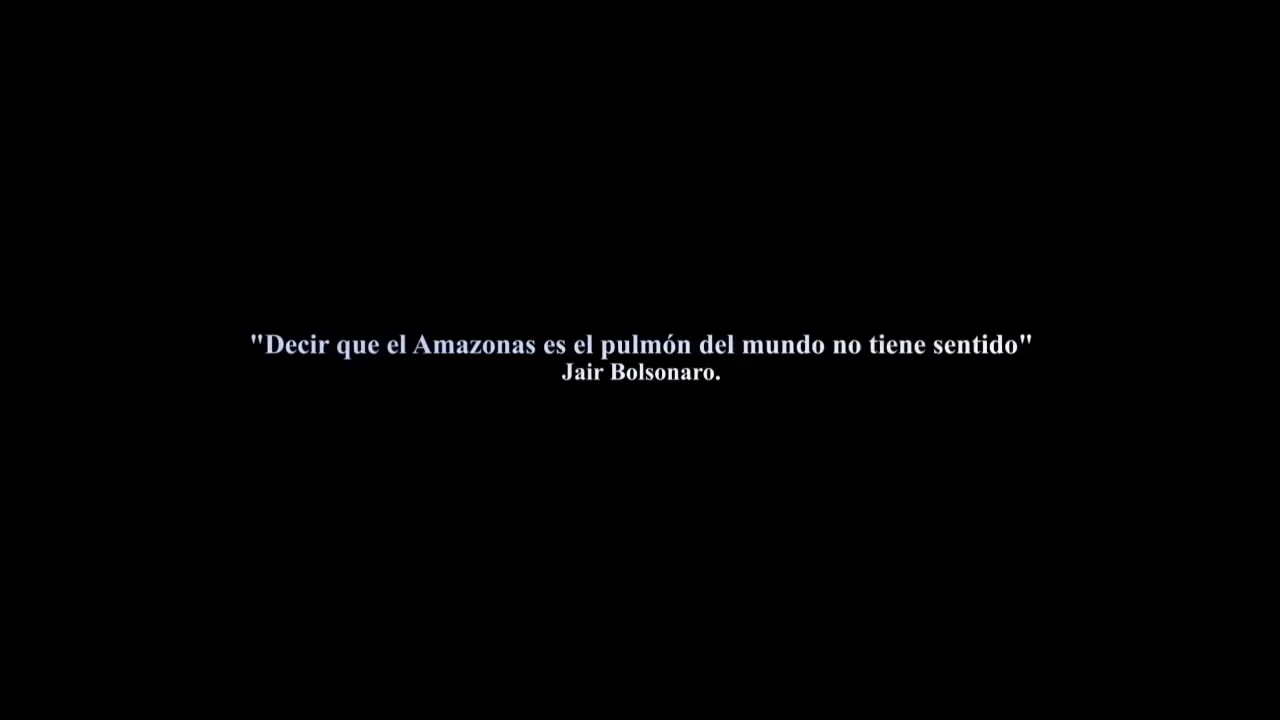 "Decir que el Amazonas es el pulmón del mundo no tiene sentido"
Jair Bolsonaro.